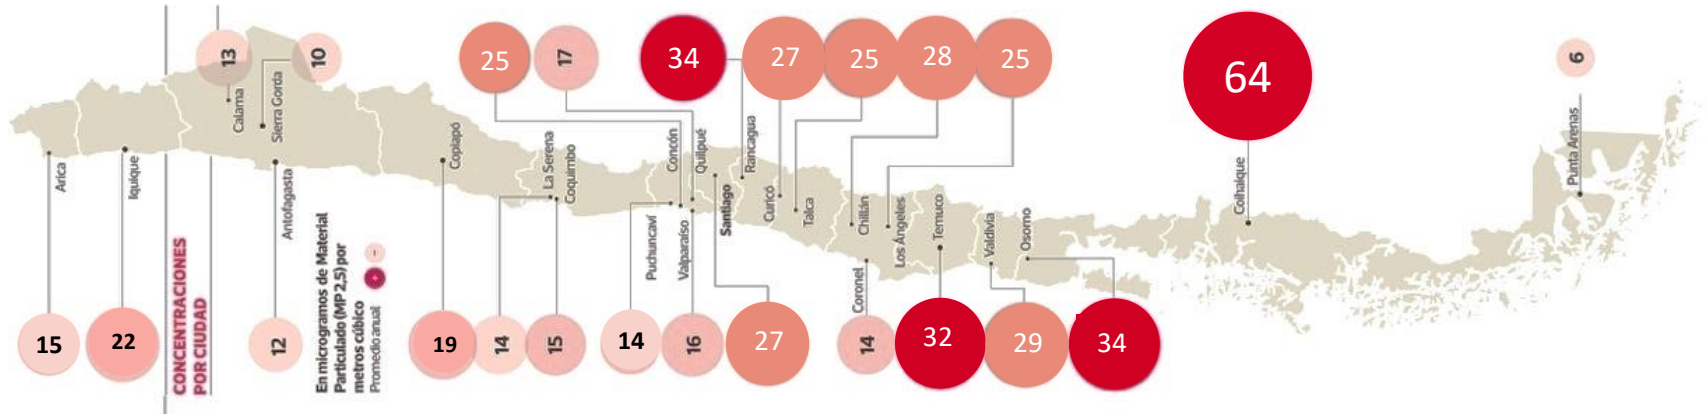 13
10
25
17
34
27
25
28
25
64
6
Calama
Sierra Gorda
Copiapó
La Serena
Coquimbo
Concón
Quilpué
Rancagua
Curicó
Talca
Chillán
Los Ángeles
Temuco
Valdivia
Osorno
Coihaique
Punta Arenas
Arica
Iquique
Antofagasta
Puchuncaví
Valparaíso
Santiago
Coronel
CONCENTRACIONES
POR CIUDAD
En microgramos de Material
Particulado (MP 2,5) por
metros cúbico
Promedio anual
+
-
15
22
12
19
14
15
14
16
27
14
32
29
34